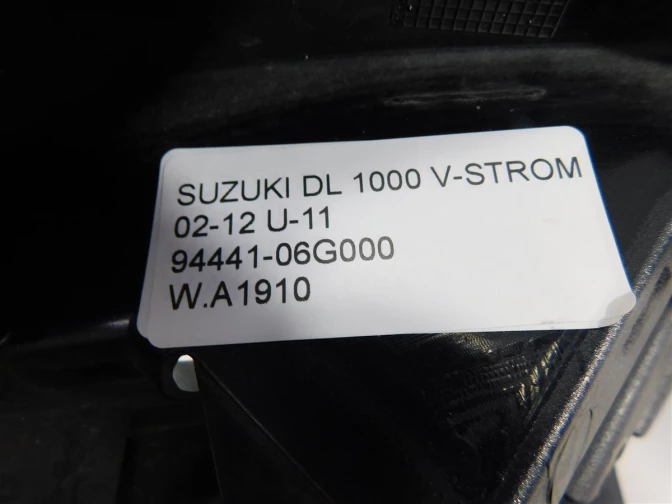 SUZUKI DL 1000 V-STROM
02-12 U-11
94441-06G000
W.A1910